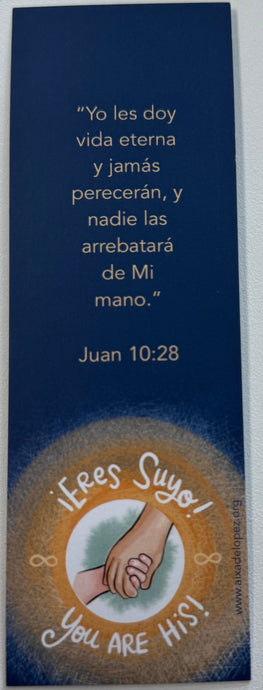 “Yo les doy
vida eterna
y jamás
perecerán, y
nadie las
arrebatará
de Mi
mano.”
Juan 10:28
¡Eres Suyo!
You ARE HiS!
www.aixadelopez.org